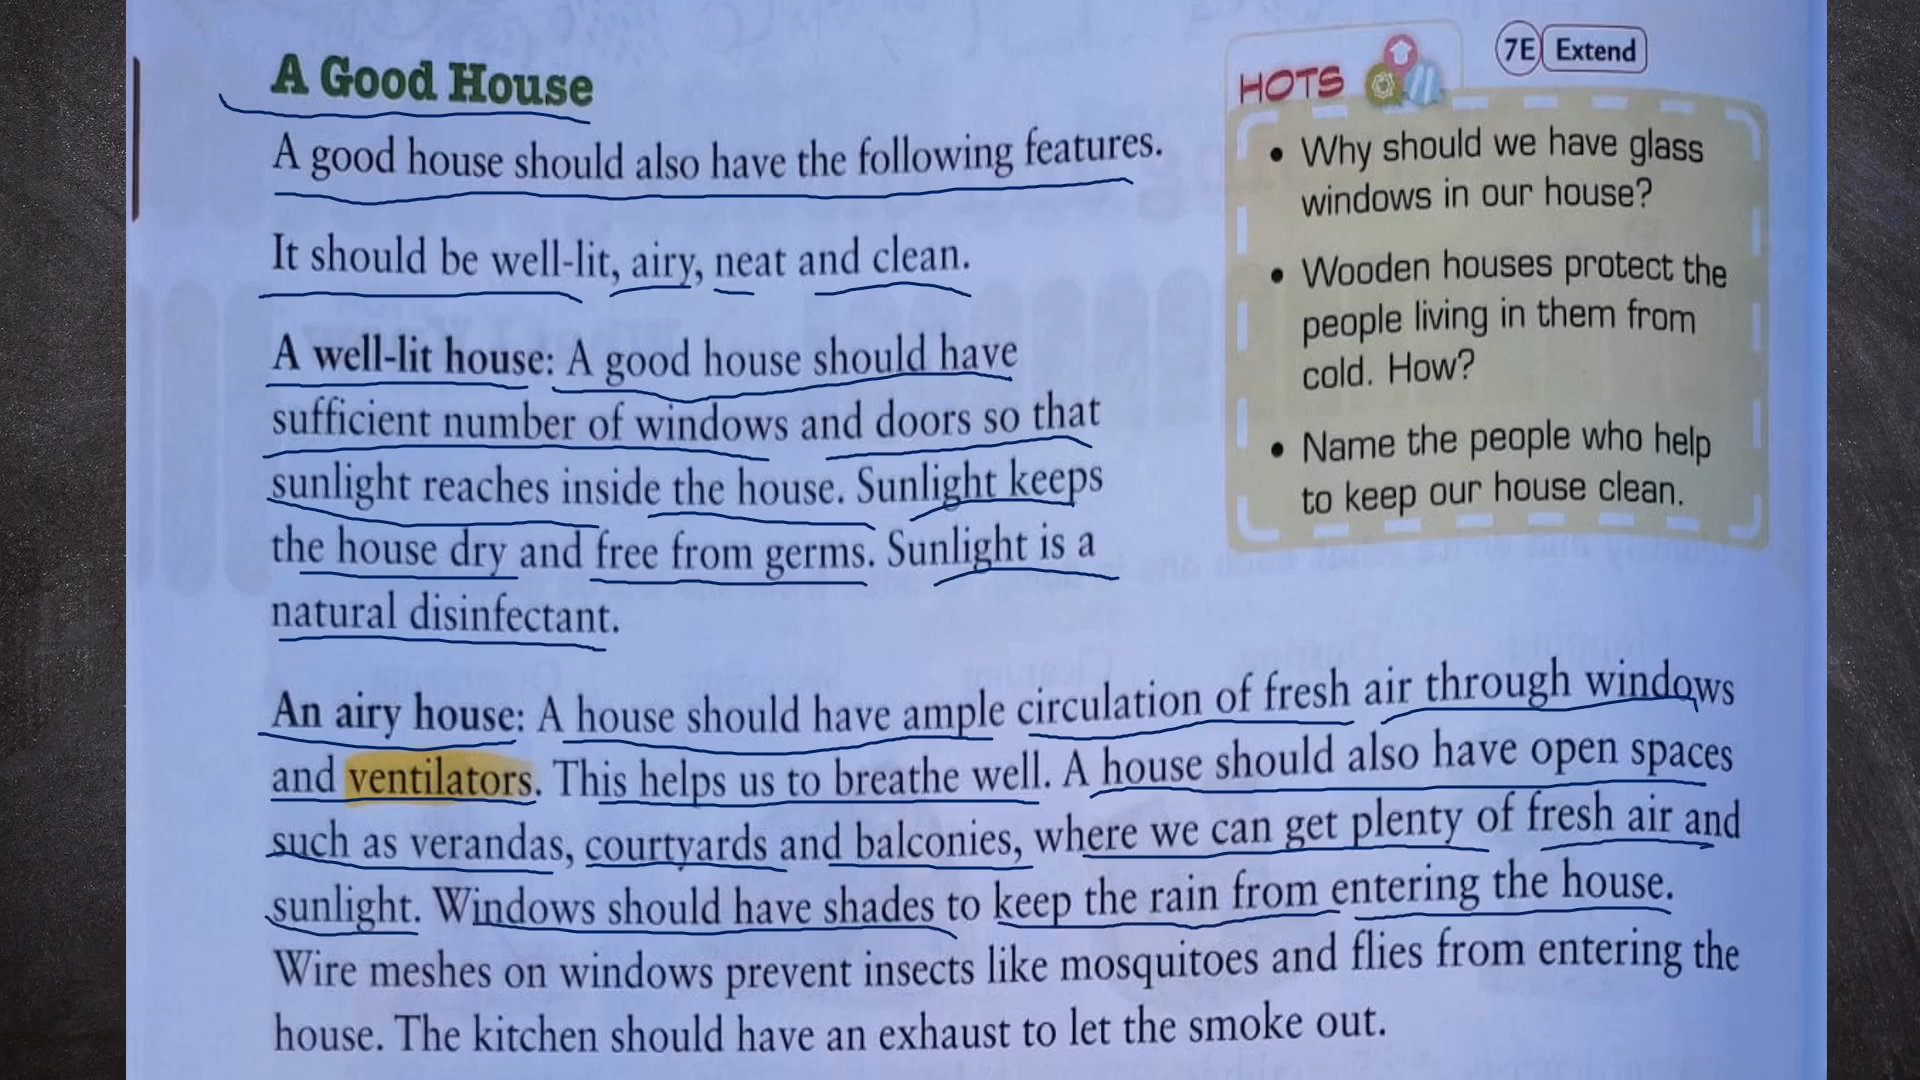 A Good House
A good house should also have the following features.
It should be well-lit, airy, neat and clean.
A well-lit house: A good house should have
sufficient number of windows and doors so that
sunlight reaches inside the house. Sunlight keeps
the house dry and free from germs. Sunlight is a
natural disinfectant.
An airy house: A house should have ample circulation of fresh air through windows
and ventilators. This helps us to breathe well. A house should also have open spaces
such as verandas, courtyards and balconies, where we can get plenty of fresh air and
sunlight. Windows should have shades to keep the rain from entering the house.
Wire meshes on windows prevent insects like mosquitoes and flies from entering the
house. The kitchen should have an exhaust to let the smoke out.
7E Extend
HOTS
• Why should we have glass
windows in our house?
• Wooden houses protect the
people living in them from
cold. How?
• Name the people who help
to keep our house clean.